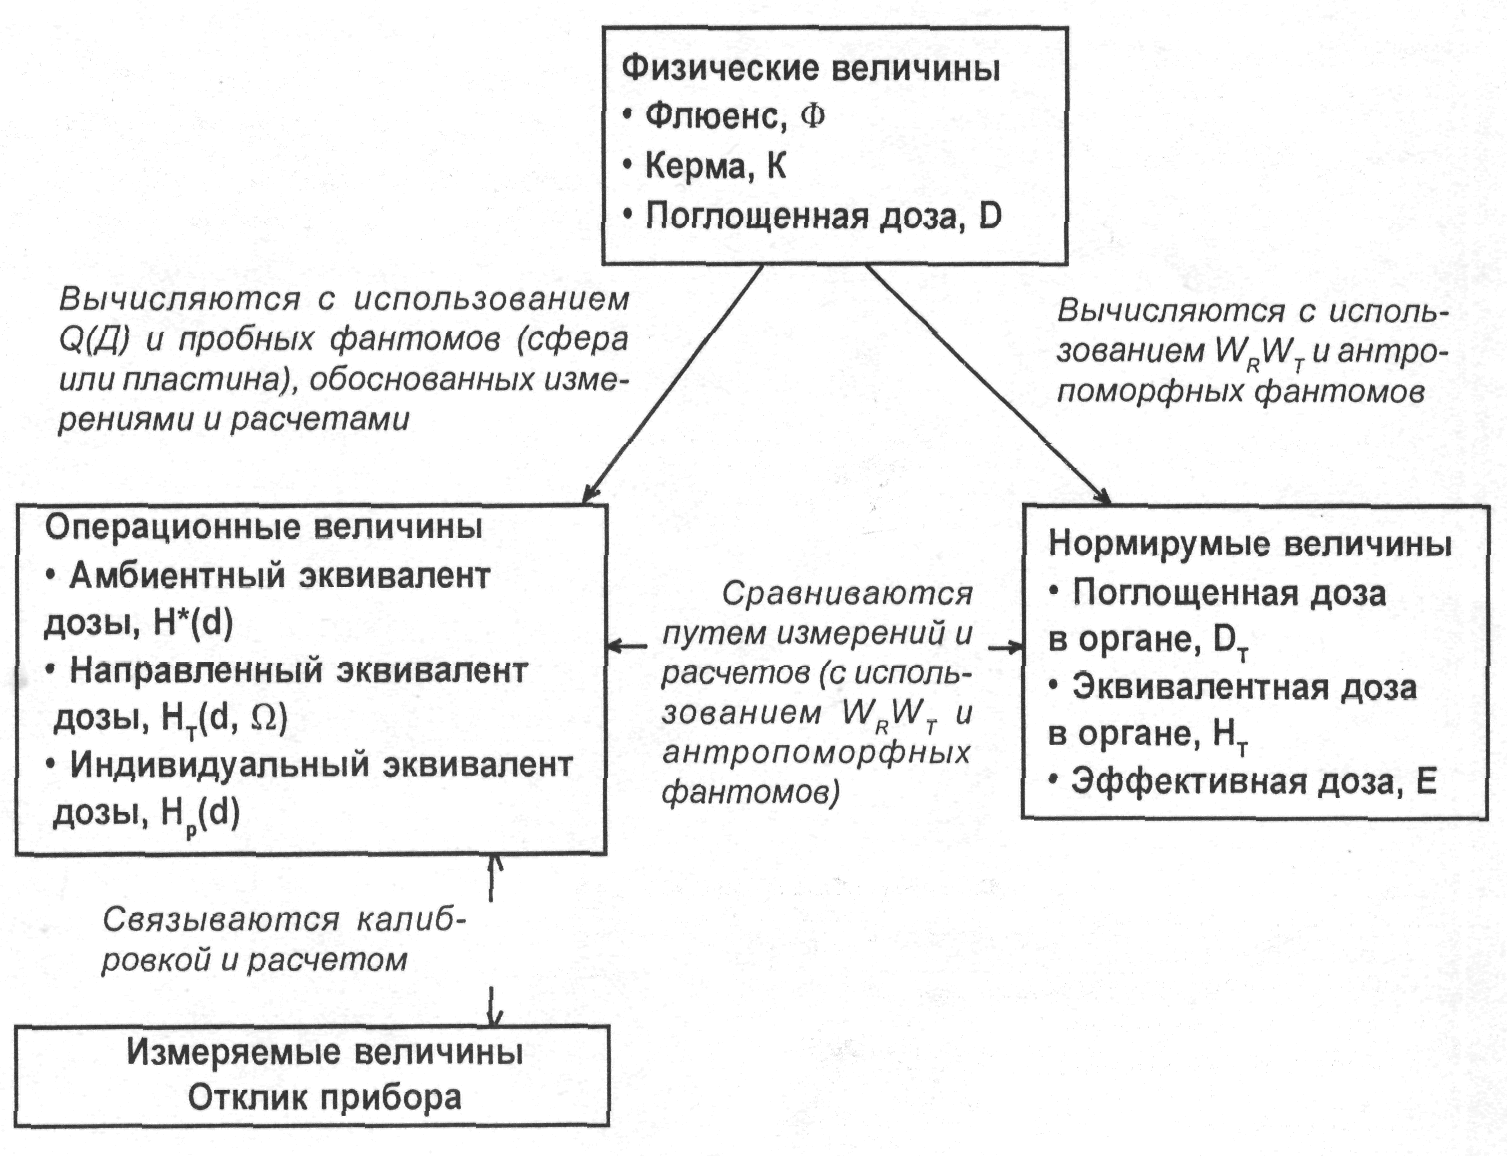 Физические величины
• Флюенс, Ф
• Керма, К
• Поглощенная доза, D
Вычисляются с использованием
Q(Д) и пробных фантомов (сфера
или пластина), обоснованных изме-
рениями и расчетами
Вычисляются с исполь-
зованием W_R W_T и антро-
поморфных фантомов
Операционные величины
• Амбиентный эквивалент
дозы, H*(d)
• Направленный эквивалент
дозы, H_T(d, Ω)
• Индивидуальный эквивалент
дозы, H_p(d)
Сравниваются
путем измерений и
расчетов (с исполь-
зованием W_R W_T и
антропоморфных
фантомов)
Нормирумые величины
• Поглощенная доза
в органе, D_T
• Эквивалентная доза
в органе, H_T
• Эффективная доза, E
Связываются калиб-
ровкой и расчетом
Измеряемые величины
Отклик прибора